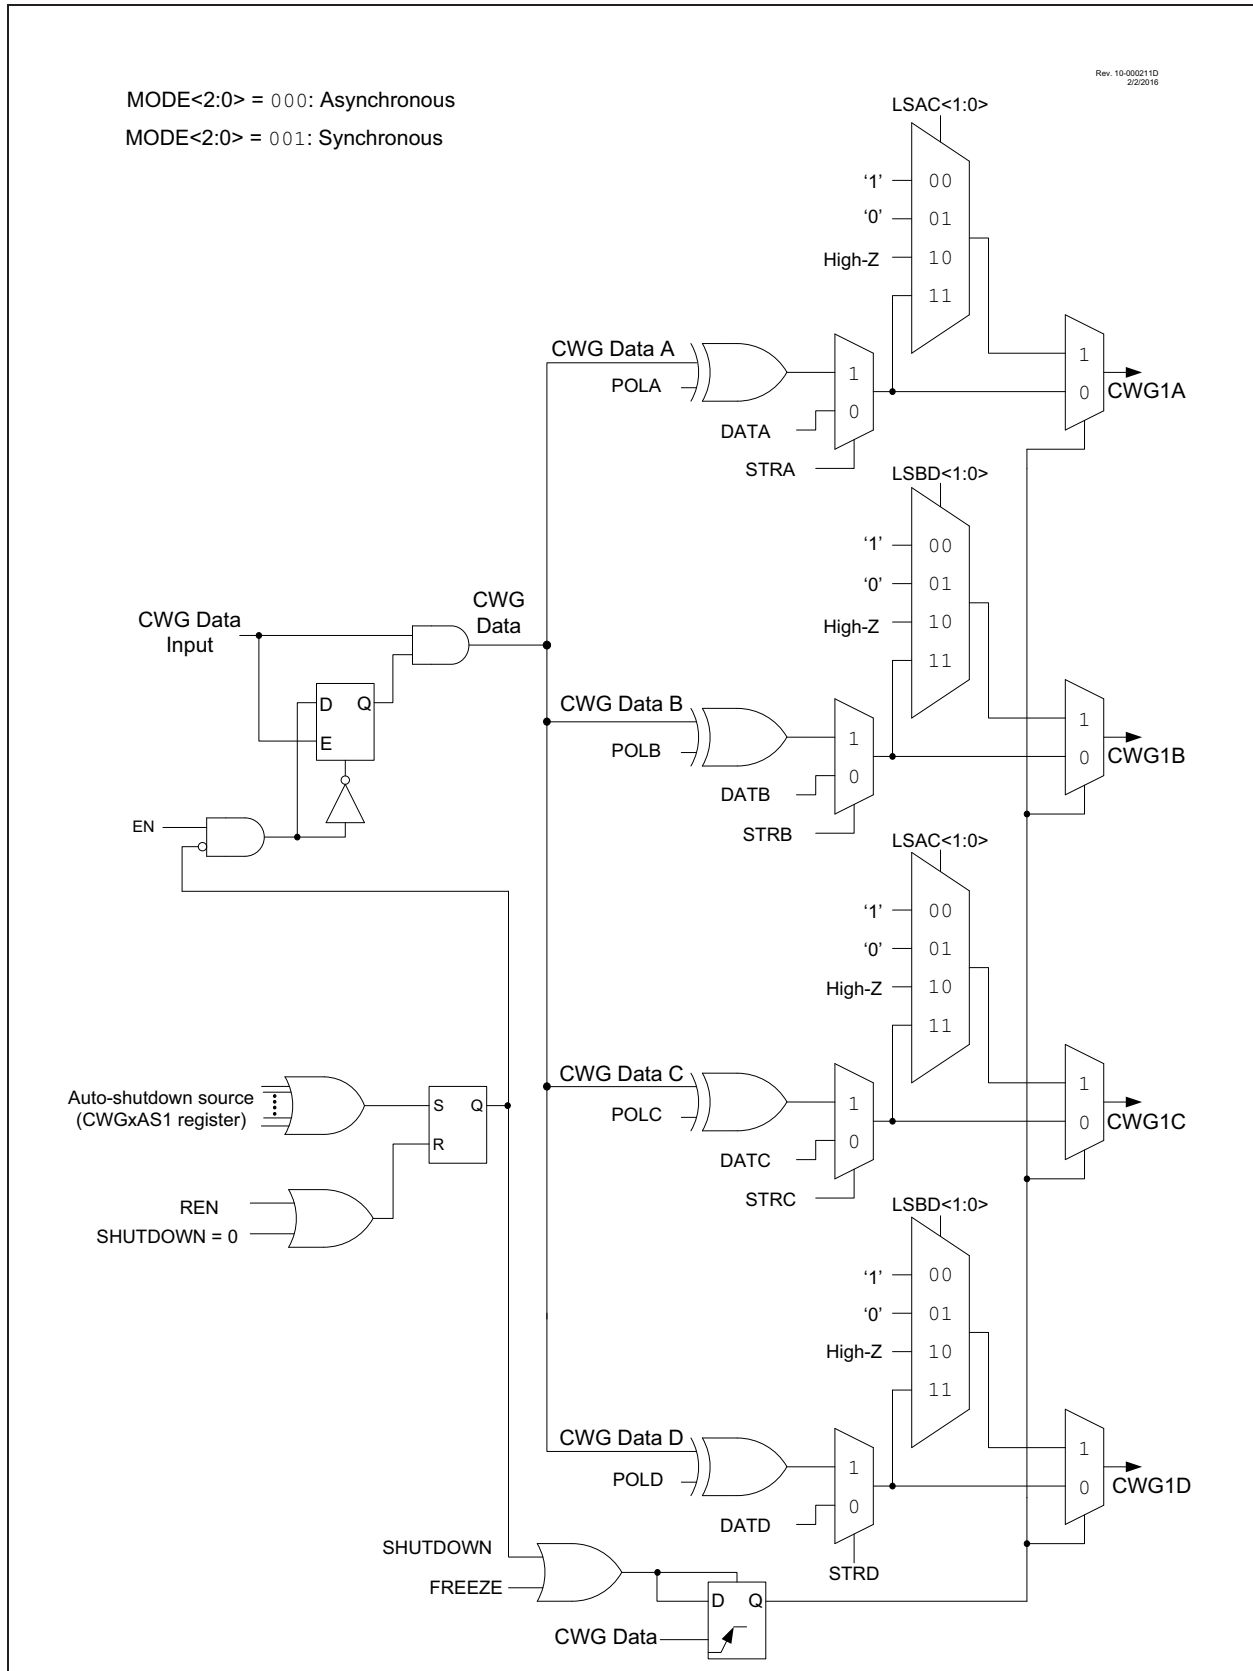 Rev. 10-000211D
2/2/2016
MODE<2:0> = 000: Asynchronous
MODE<2:0> = 001: Synchronous
LSAC<1:0>
'1'
00
'0'
01
High-Z
10
11
CWG Data A
POLA
1
0
DATA
STRA
1
0
CWG1A
LSBD<1:0>
'1'
00
'0'
01
High-Z
10
11
CWG Data
Input
CWG
Data
D
Q
E
EN
CWG Data B
POLB
1
0
DATB
STRB
1
0
CWG1B
LSAC<1:0>
'1'
00
'0'
01
High-Z
10
11
Auto-shutdown source
(CWGxAS1 register)
S
Q
R
REN
SHUTDOWN = 0
CWG Data C
POLC
1
0
DATC
STRC
1
0
CWG1C
LSBD<1:0>
'1'
00
'0'
01
High-Z
10
11
CWG Data D
POLD
1
0
DATD
STRD
1
0
CWG1D
SHUTDOWN
FREEZE
D
Q
CWG Data